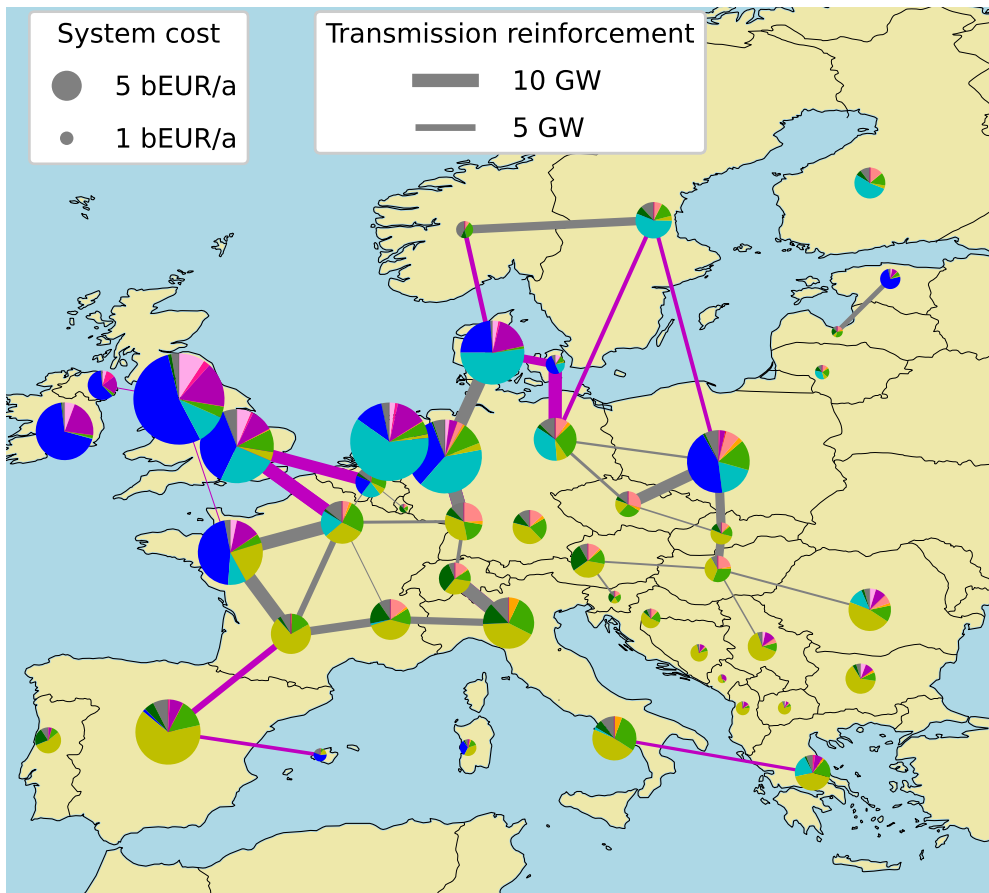 System cost
5 bEUR/a
1 bEUR/a
Transmission reinforcement
10 GW
5 GW